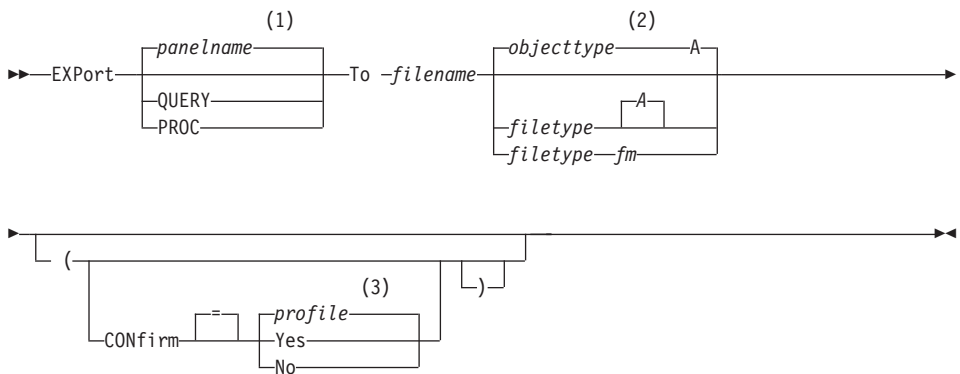 (1) (2)
panelname objecttype A
EXPort To filename
QUERY A
PROC filetype
filetype fm
( )
(3)
= profile
CONfirm Yes
No